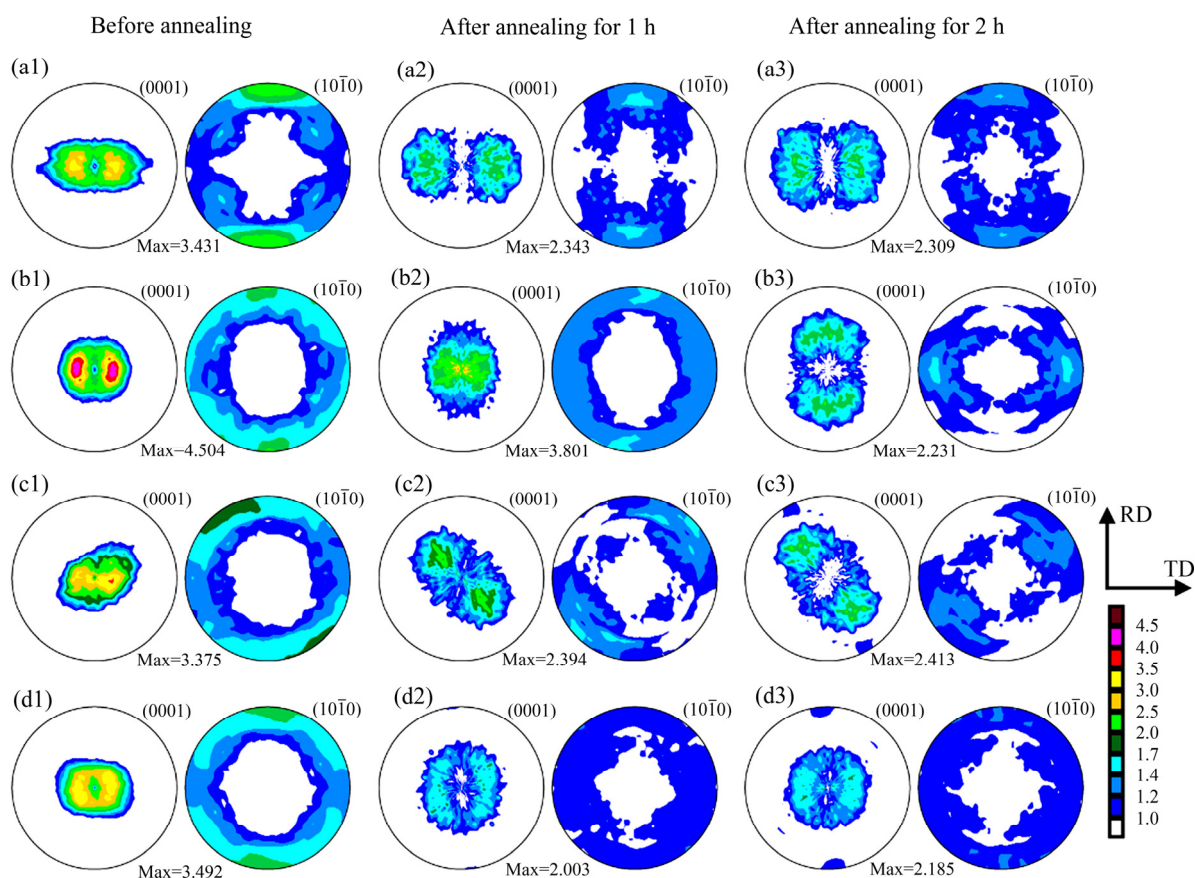 Before annealing After annealing for 1 h After annealing for 2 h
(a1) (0001) (101̄0) (a2) (0001) (101̄0) (a3) (0001) (101̄0)
Max=3.431 Max=2.343 Max=2.309
(b1) (0001) (101̄0) (b2) (0001) (101̄0) (b3) (0001) (101̄0)
Max−4.504 Max=3.801 Max=2.231
(c1) (0001) (101̄0) (c2) (0001) (101̄0) (c3) (0001) (101̄0)
RD
TD
Max=3.375 Max=2.394 Max=2.413
(d1) (0001) (101̄0) (d2) (0001) (101̄0) (d3) (0001) (101̄0)
Max=3.492 Max=2.003 Max=2.185
4.5
4.0
3.5
3.0
2.5
2.0
1.7
1.4
1.2
1.0